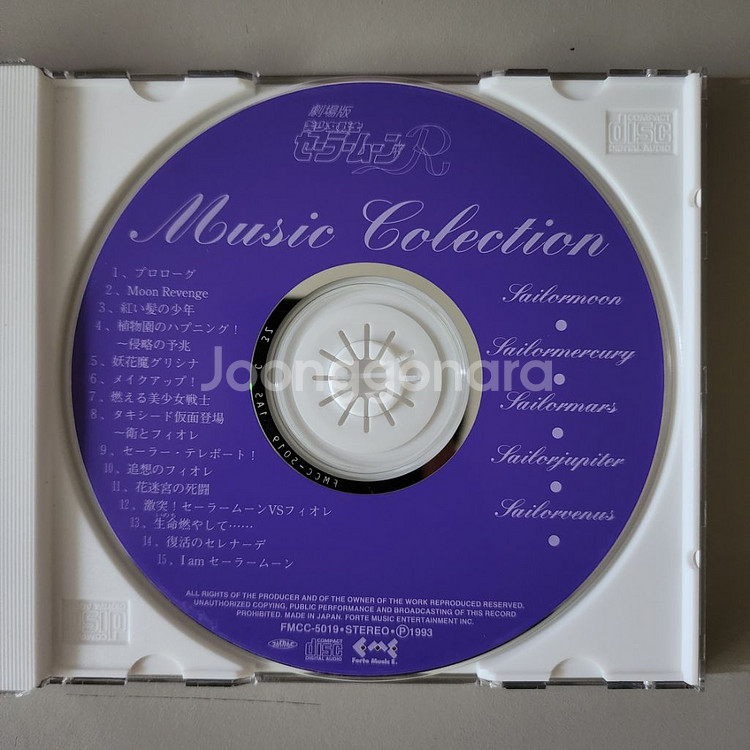 劇場版
美少女戦士
セーラームーンR
Music Colection
1、プロローグ
2、Moon Revenge
3、紅い髪の少年
4、植物園のハプニング！
〜侵略の予兆
5、妖花魔グリシナ
6、メイクアップ！
7、燃える美少女戦士
8、タキシード仮面登場
〜衛とフィオレ
9、セーラー・テレポート！
10、追想のフィオレ
11、花迷宮の死闘
12、激突！セーラームーンVSフィオレ
13、生命燃やして……
いのち
14、復活のセレナーデ
15、I am セーラームーン
Sailormoon
Sailormercury
Sailormars
Sailorjupiter
Sailorvenus
Joongonara
COMPACT
disc
DIGITAL AUDIO
FMCC-5019
ALL RIGHTS OF THE PRODUCER AND OF THE OWNER OF THE WORK REPRODUCED RESERVED.
UNAUTHORIZED COPYING, PUBLIC PERFORMANCE AND BROADCASTING OF THIS RECORD
PROHIBITED. MADE IN JAPAN. FORTE MUSIC ENTERTAINMENT INC.
FMCC-5019•STEREO•Ⓟ1993
COMPACT
disc
DIGITAL AUDIO
Forte Music E.